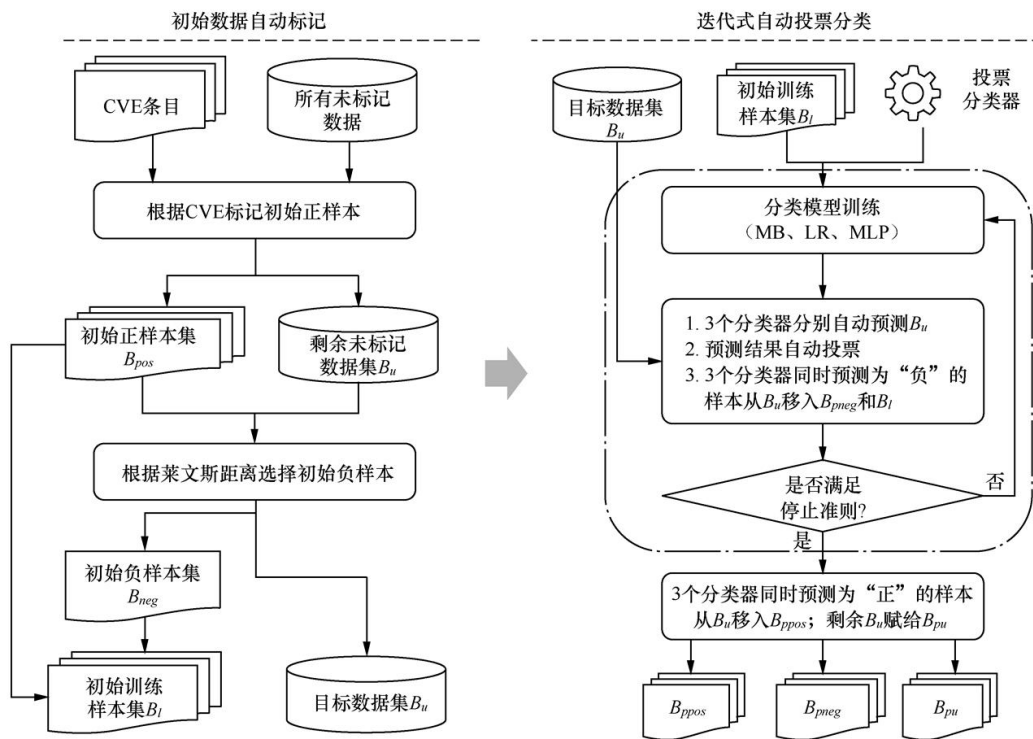 初始数据自动标记
CVE条目
所有未标记
数据
根据CVE标记初始正样本
初始正样本集
Bpos
剩余未标记
数据集Bu
根据莱文斯距离选择初始负样本
初始负样本集
Bneg
初始训练
样本集Bl
目标数据集Bu
迭代式自动投票分类
目标数据集
Bu
初始训练
样本集Bl
投票
分类器
分类模型训练
（MB、LR、MLP）
1. 3个分类器分别自动预测Bu
2. 预测结果自动投票
3. 3个分类器同时预测为“负”的
样本从Bu移入Bpneg和Bl
是否满足
停止准则?
否
是
3个分类器同时预测为“正”的样本
从Bu移入Bppos；剩余Bu赋给Bpu
Bppos
Bpneg
Bpu